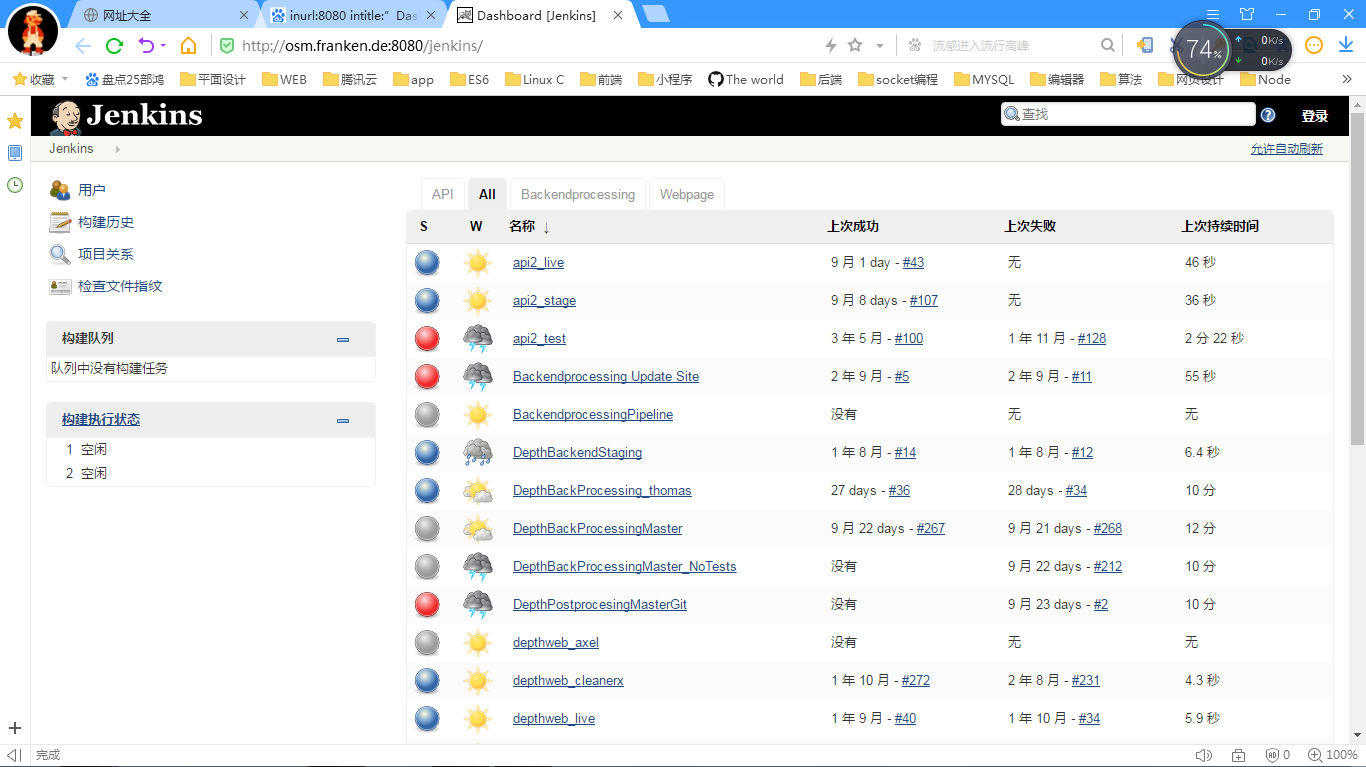 网址大全
inurl:8080 intitle:" Das
Dashboard [Jenkins]
http://osm.franken.de:8080/jenkins/
流感进入流行高峰
74%
0K/s
0K/s
收藏 盘点25部鸿 平面设计 WEB 腾讯云 app ES6 Linux C 前端 小程序 The world 后端 socket编程 MYSQL 编辑器 算法 网页设计 Node
Jenkins
查找
登录
Jenkins
允许自动刷新
用户
构建历史
项目关系
检查文件指纹
构建队列
队列中没有构建任务
构建执行状态
1 空闲
2 空闲
API All Backendprocessing Webpage
S W 名称 ↓ 上次成功 上次失败 上次持续时间
api2_live 9 月 1 day - #43 无 46 秒
api2_stage 9 月 8 days - #107 无 36 秒
api2_test 3 年 5 月 - #100 1 年 11 月 - #128 2 分 22 秒
Backendprocessing Update Site 2 年 9 月 - #5 2 年 9 月 - #11 55 秒
BackendprocessingPipeline 没有 无 无
DepthBackendStaging 1 年 8 月 - #14 1 年 8 月 - #12 6.4 秒
DepthBackProcessing_thomas 27 days - #36 28 days - #34 10 分
DepthBackProcessingMaster 9 月 22 days - #267 9 月 21 days - #268 12 分
DepthBackProcessingMaster_NoTests 没有 9 月 22 days - #212 10 分
DepthPostprocesingMasterGit 没有 9 月 23 days - #2 10 分
depthweb_axel 没有 无 无
depthweb_cleanerx 1 年 10 月 - #272 2 年 8 月 - #231 4.3 秒
depthweb_live 1 年 9 月 - #40 1 年 10 月 - #34 5.9 秒
完成
0
100%